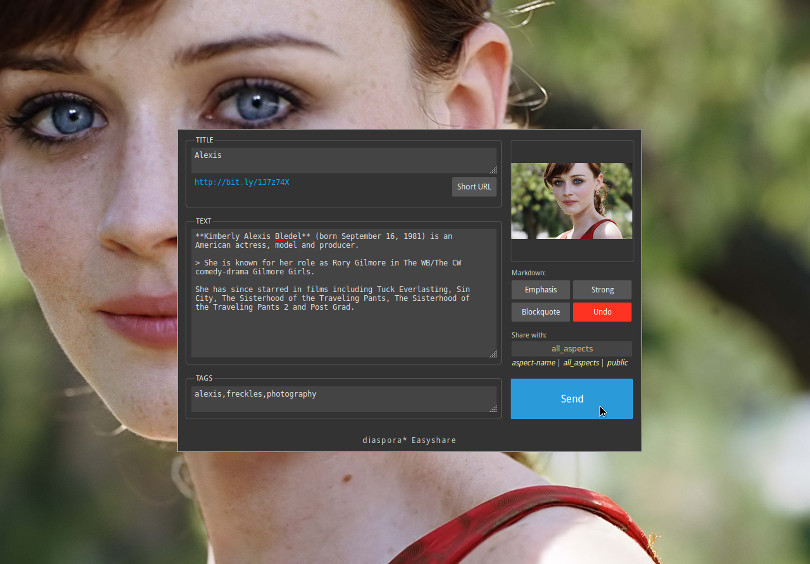 TITLE
Alexis
http://bit.ly/1J7z74X
Short URL
TEXT
**Kimberly Alexis Bledel** (born September 16, 1981) is an
American actress, model and producer.
> She is known for her role as Rory Gilmore in The WB/The CW
comedy-drama Gilmore Girls.
She has since starred in films including Tuck Everlasting, Sin
City, The Sisterhood of the Traveling Pants, The Sisterhood of
the Traveling Pants 2 and Post Grad.
TAGS
alexis,freckles,photography
Markdown:
Emphasis
Strong
Blockquote
Undo
Share with:
all_aspects
aspect-name | all_aspects | public
Send
diaspora* Easyshare